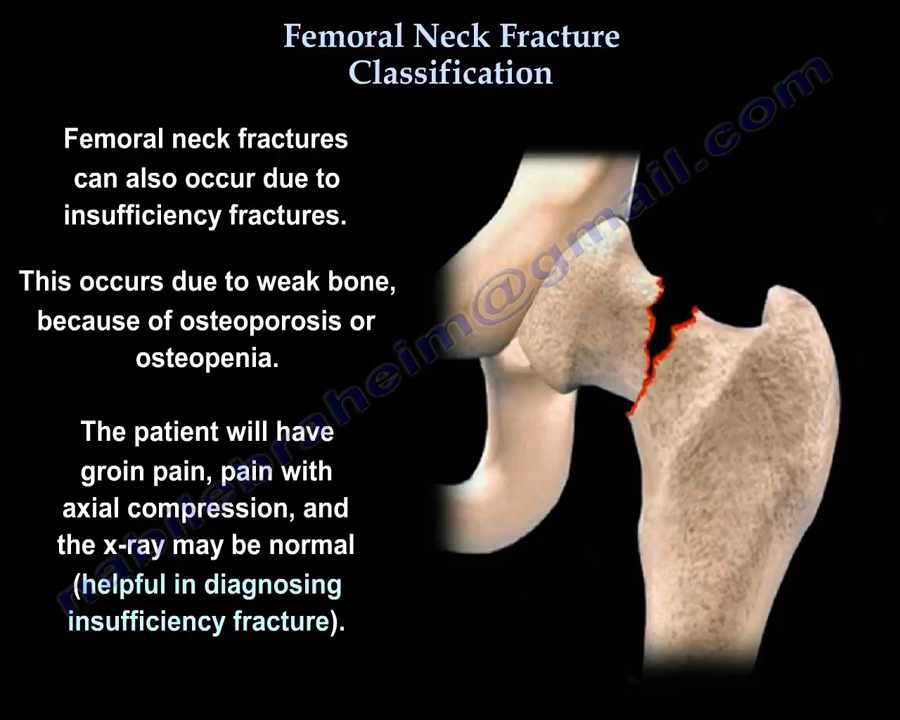 Femoral Neck Fracture
Classification
Femoral neck fractures
can also occur due to
insufficiency fractures.
This occurs due to weak bone,
because of osteoporosis or
osteopenia.
The patient will have
groin pain, pain with
axial compression, and
the x-ray may be normal
(helpful in diagnosing
insufficiency fracture).
nabilebraheim@gmail.com